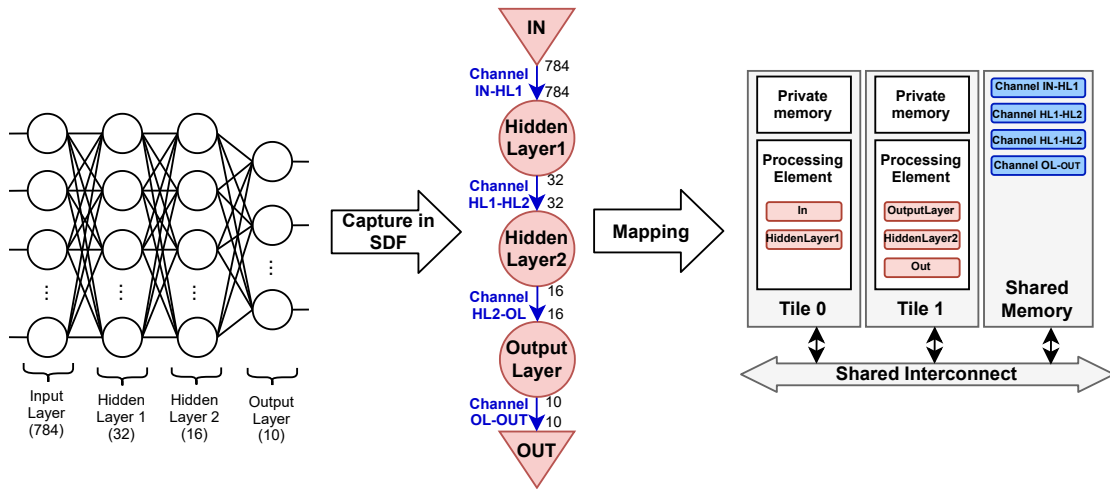 Input
Layer
(784)
Hidden
Layer 1
(32)
Hidden
Layer 2
(16)
Output
Layer
(10)
Capture in
SDF
IN
Channel
IN-HL1
784
784
Hidden
Layer1
Channel
HL1-HL2
32
32
Hidden
Layer2
Channel
HL2-OL
16
16
Output
Layer
Channel
OL-OUT
10
10
OUT
Mapping
Private
memory
Processing
Element
In
HiddenLayer1
Tile 0
Private
memory
Processing
Element
OutputLayer
HiddenLayer2
Out
Tile 1
Channel IN-HL1
Channel HL1-HL2
Channel HL1-HL2
Channel OL-OUT
Shared
Memory
Shared Interconnect